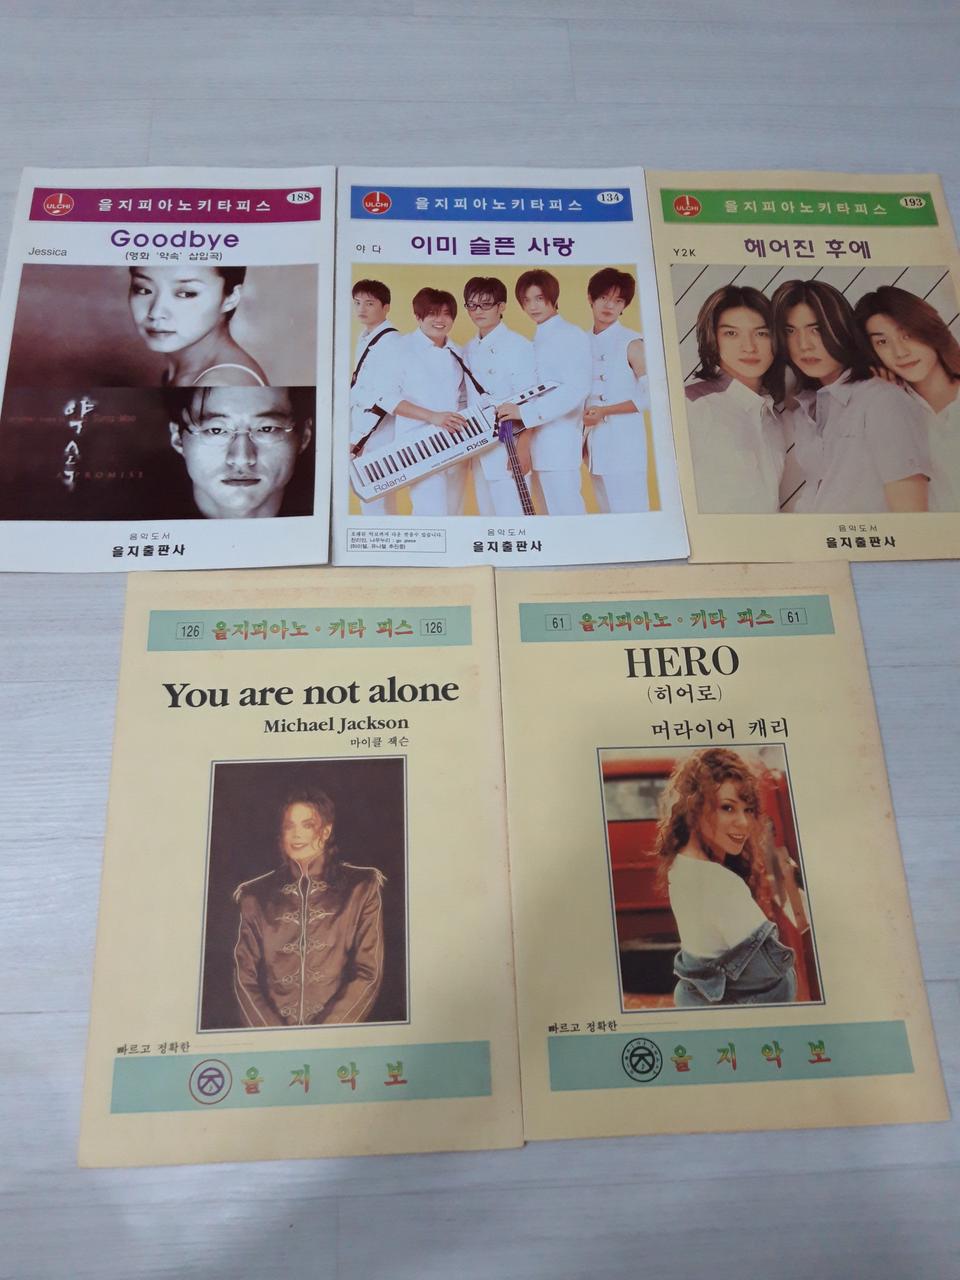 ULCHI
을지피아노키타피스
188
Goodbye
Jessica
(영화 '약속' 삽입곡)
약속
PROMISE
음악도서
을지출판사
ULCHI
을지피아노키타피스
134
야다
이미 슬픈 사랑
AXIS
Roland
음악도서
을지출판사
ULCHI
을지피아노키타피스
193
Y2K
헤어진 후에
음악도서
을지출판사
126 을지피아노·키타 피스 126
You are not alone
Michael Jackson
마이클 잭슨
빠르고 정확한
을지악보
61 을지피아노·키타 피스 61
HERO
(히어로)
머라이어 캐리
빠르고 정확한
을지악보